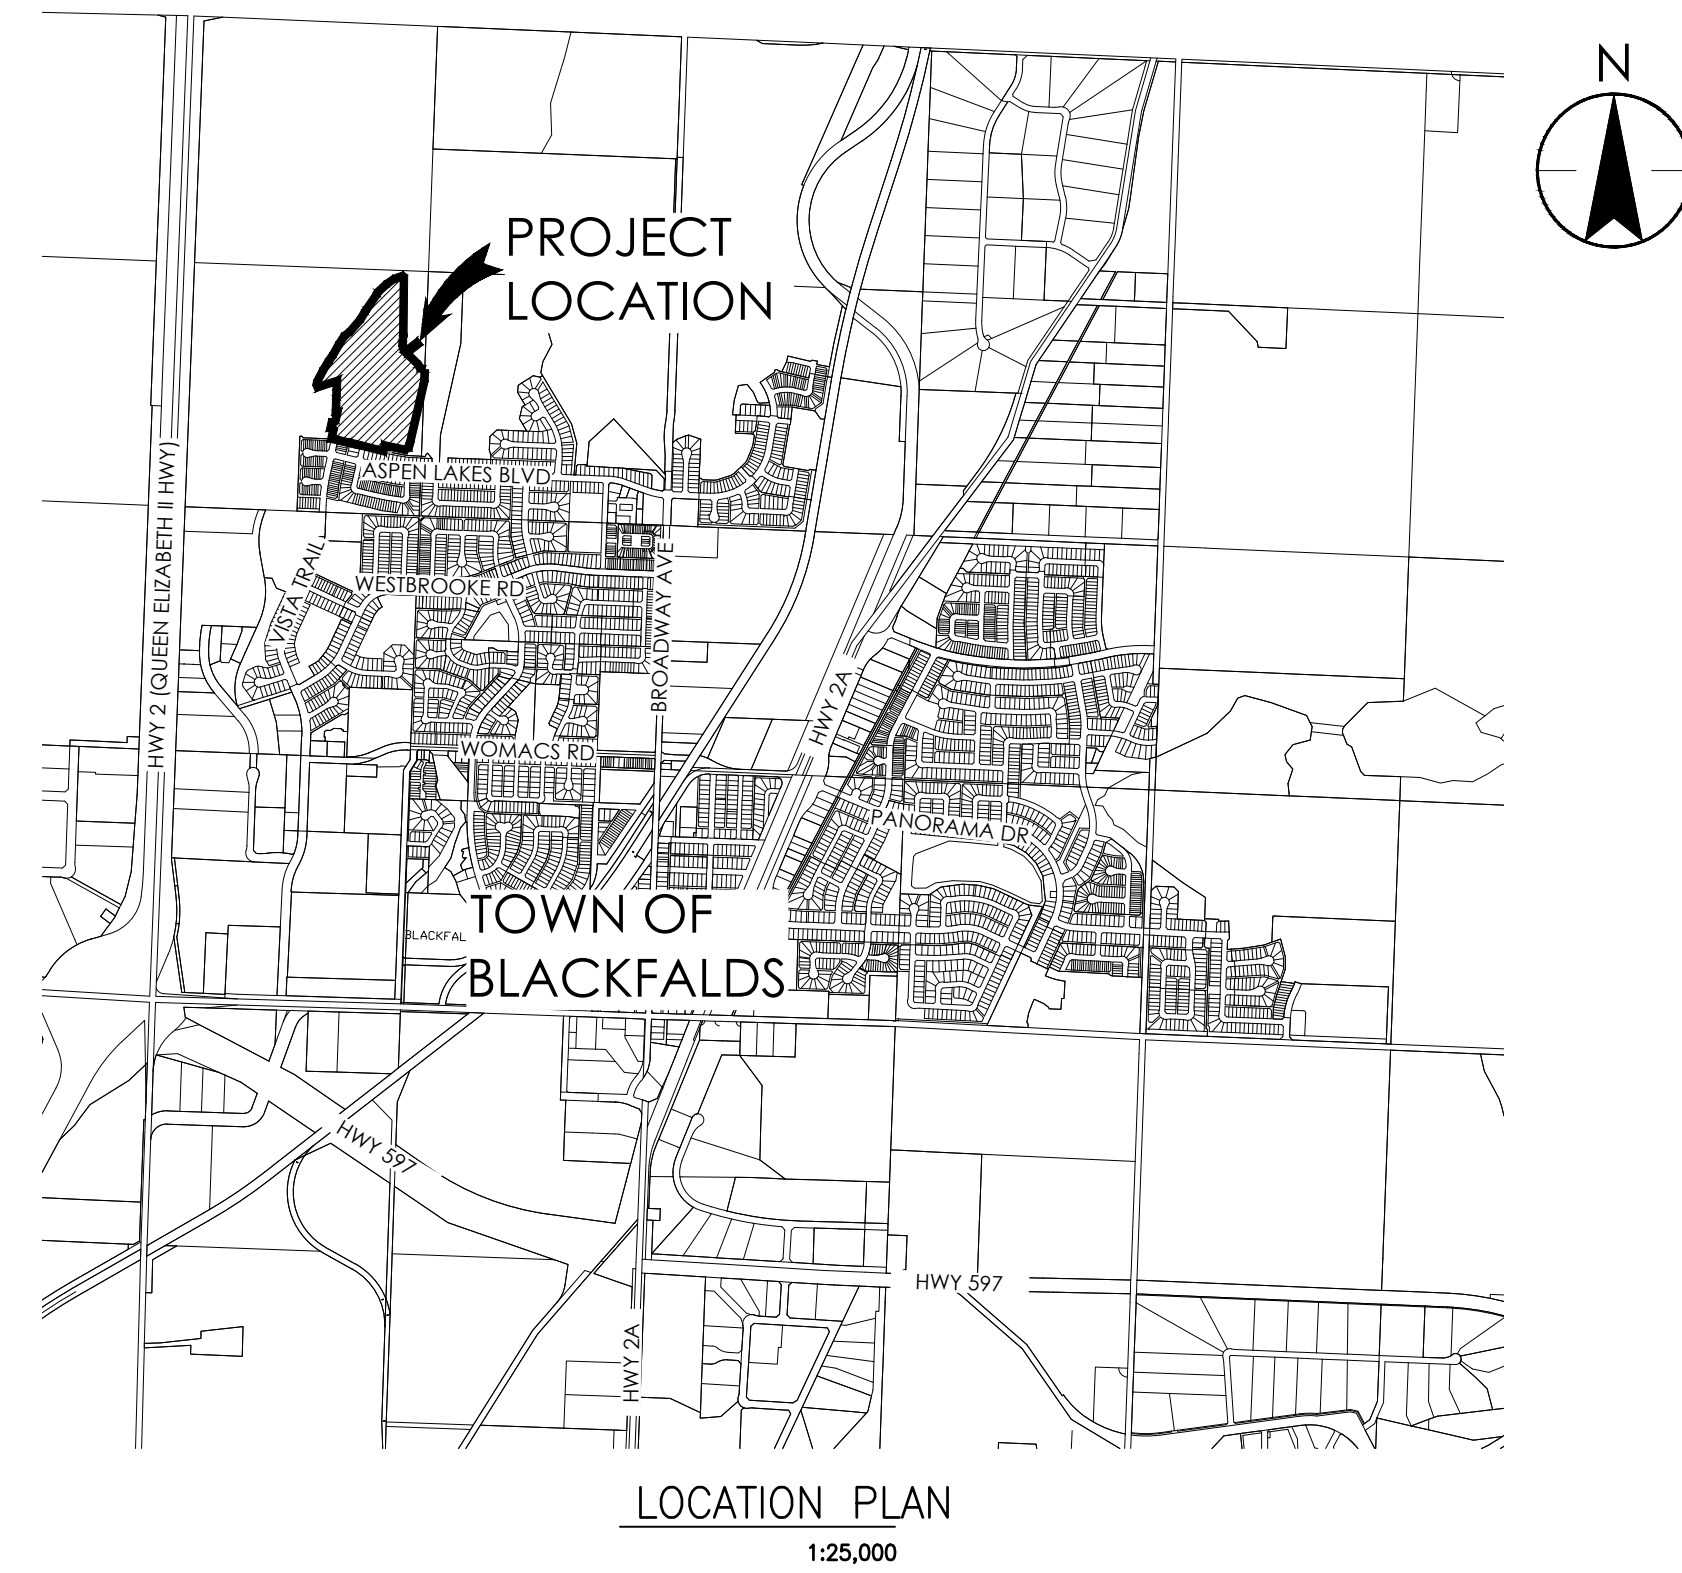 N
PROJECT
LOCATION
ASPEN LAKES BLVD
HWY 2 (QUEEN ELIZABETH II HWY)
VISTA TRAIL
WESTBROOKE RD
BROADWAY AVE
HWY 2A
WOMACS RD
PANORAMA DR
TOWN OF
BLACKFALDS
BLACKFAL
HWY 597
HWY 597
HWY 2A
LOCATION PLAN
1:25,000